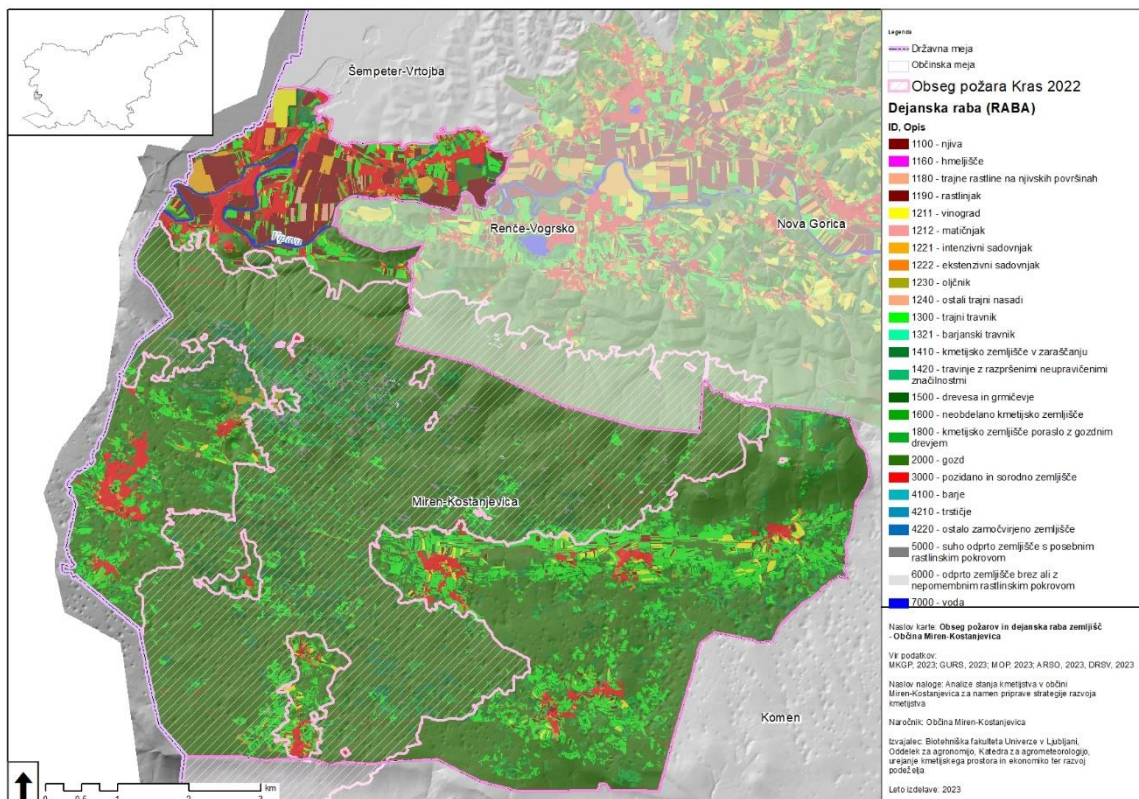 Šempeter-Vrtojba
Renče-Vogrsko
Nova Gorica
Vipava
Miren-Kostanjevica
Komen
0 0,5 1 2 3
km
Legenda
Državna meja
Občinska meja
Obseg požara Kras 2022
Dejanska raba (RABA)
ID, Opis
1100 - njiva
1160 - hmeljišče
1180 - trajne rastline na njivskih površinah
1190 - rastlinjak
1211 - vinograd
1212 - matičnjak
1221 - intenzivni sadovnjak
1222 - ekstenzivni sadovnjak
1230 - oljčnik
1240 - ostali trajni nasadi
1300 - trajni travnik
1321 - barjanski travnik
1410 - kmetijsko zemljišče v zaraščanju
1420 - travinje z razpršenimi neupravičenimi
značilnostmi
1500 - drevesa in grmičevje
1600 - neobdelano kmetijsko zemljišče
1800 - kmetijsko zemljišče poraslo z gozdnim
drevjem
2000 - gozd
3000 - pozidano in sorodno zemljišče
4100 - barje
4210 - trstičje
4220 - ostalo zamočvirjeno zemljišče
5000 - suho odprto zemljišče s posebnim
rastlinskim pokrovom
6000 - odprto zemljišče brez ali z
nepomembnim rastlinskim pokrovom
7000 - voda
Naslov karte: Obseg požarov in dejanska raba zemljišč
- Občina Miren-Kostanjevica
Vir podatkov:
MKGP, 2023; GURS, 2023; MOP, 2023; ARSO, 2023, DRSV, 2023
Naslov naloge: Analize stanja kmetijstva v občini
Miren-Kostanjevica za namen priprave strategije razvoja
kmetijstva
Naročnik: Občina Miren-Kostanjevica
Izvajalec: Biotehniška fakulteta Univerze v Ljubljani,
Oddelek za agronomijo, Katedra za agrometeorologijo,
urejanje kmetijskega prostora in ekonomiko ter razvoj
podeželja
Leto izdelave: 2023